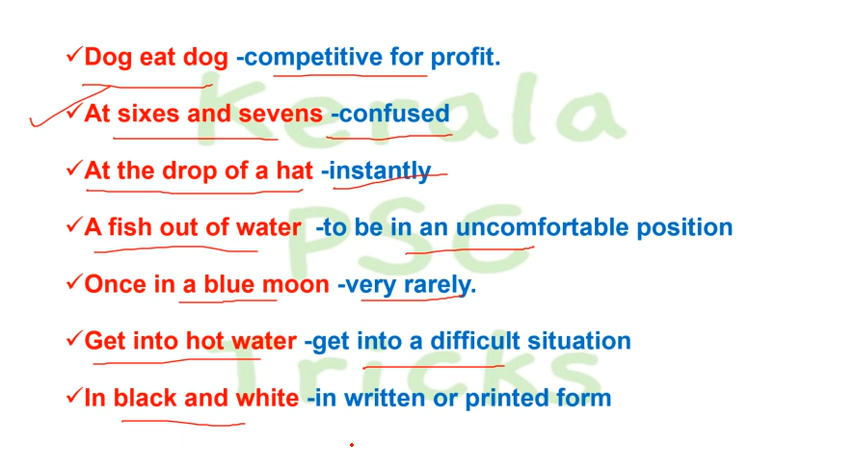 ✓Dog eat dog -competitive for profit.
✓At sixes and sevens -confused
✓At the drop of a hat -instantly
✓A fish out of water -to be in an uncomfortable position
✓Once in a blue moon -very rarely.
✓Get into hot water -get into a difficult situation
✓In black and white -in written or printed form
Kerala
PSC
Tricks